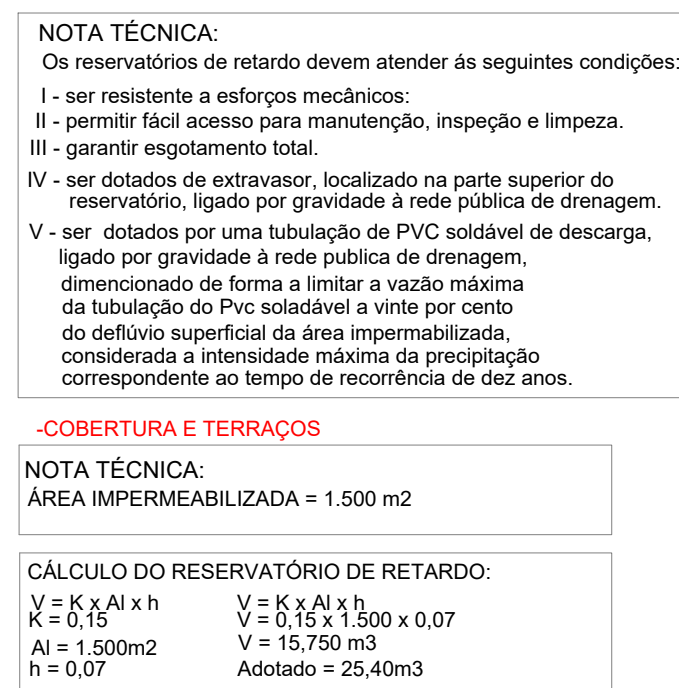 NOTA TÉCNICA:
Os reservatórios de retardo devem atender ás seguintes condições:
I - ser resistente a esforços mecânicos:
II - permitir fácil acesso para manutenção, inspeção e limpeza.
III - garantir esgotamento total.
IV - ser dotados de extravasor, localizado na parte superior do
reservatório, ligado por gravidade à rede pública de drenagem.
V - ser dotados por uma tubulação de PVC soldável de descarga,
ligado por gravidade à rede publica de drenagem,
dimencionado de forma a limitar a vazão máxima
da tubulação do Pvc soladável a vinte por cento
do deflúvio superficial da área impermabilizada,
considerada a intensidade máxima da precipitação
correspondente ao tempo de recorrência de dez anos.
-COBERTURA E TERRAÇOS
NOTA TÉCNICA:
ÁREA IMPERMEABILIZADA = 1.500 m2
CÁLCULO DO RESERVATÓRIO DE RETARDO:
V = K x AI x h
K = 0,15
AI = 1.500m2
h = 0,07
V = K x AI x h
V = 0,15 x 1.500 x 0,07
V = 15,750 m3
Adotado = 25,40m3